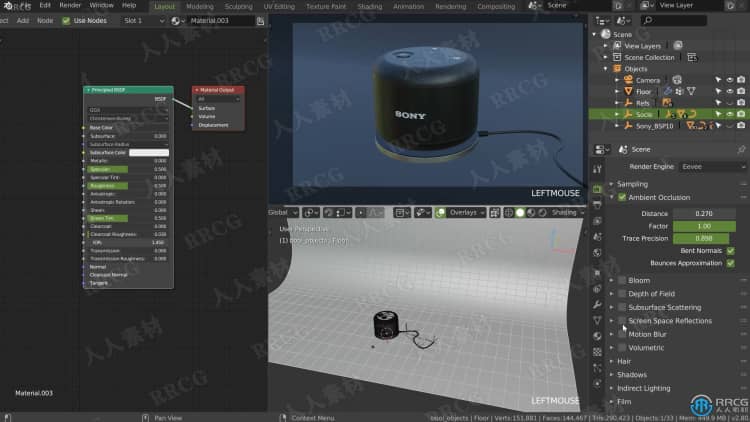 RRCG
Edit Render Window Help Layout Modeling Sculpting UV Editing Texture Paint Shading Animation Rendering Compositing Scene View Layer
Add Node Use Nodes Slot 1 Material.003
Principled BSDF
BSDF
GGX
Christensen-Burley
Base Color
Subsurface: 0.000
Subsurface Radius
Subsurface Color
Metallic: 0.000
Specular: 0.500
Specular Tint: 0.000
Roughness: 0.500
Anisotropic: 0.000
Anisotropic Rotation: 0.000
Sheen: 0.000
Sheen Tint: 0.500
Clearcoat: 0.000
Clearcoat Roughness: 0.030
IOR: 1.450
Transmission: 0.000
Transmission Roughness: 0.000
Normal
Clearcoat Normal
Tangent
Material Output
All
Surface
Volume
Displacement
Material.003
SONY
LEFTMOUSE
Global Overlays Shading
User Perspective
(1) bool_objects | Floor
LEFTMOUSE
Scene
View Layers
Scene Collection
Objects
Camera
Floor
Refs
Socle
Sony_BSP10
Scene
Render Engine Eevee
Sampling
Ambient Occlusion
Distance 0.270
Factor 1.00
Trace Precision 0.898
Bent Normals
Bounces Approximation
Bloom
Depth of Field
Subsurface Scattering
Screen Space Reflections
Motion Blur
Volumetric
Hair
Shadows
Indirect Lighting
Film
Pan View Context Menu bool_objects | Floor | Verts:151,881 | Faces:144,467 | Tris:290,423 | Objects:1/33 | Mem: 449.9 MB | v2.80
RRCG
人人素材